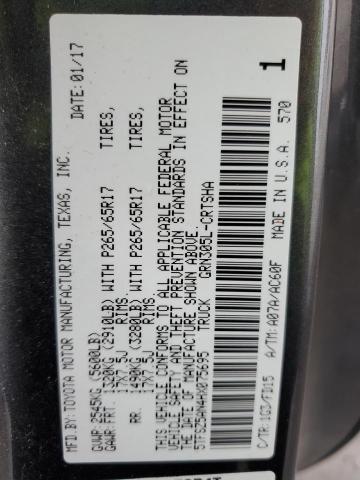 MFD BY:TOYOTA MOTOR MANUFACTURING, TEXAS, INC. DATE: 01/17
GVWR: 2545KG (5600LB)
GAWR: FRT. 1320KG (2910LB) WITH P265/65R17 TIRES,
17X7.5J RIMS.
RR. 1490KG (3280LB) WITH P265/65R17 TIRES,
17X7.5J RIMS.
THIS VEHICLE CONFORMS TO ALL APPLICABLE FEDERAL MOTOR
VEHICLE SAFETY AND THEFT PREVENTION STANDARDS IN EFFECT ON
THE DATE OF MANUFACTURE SHOWN ABOVE.
5TFSZ5AN4HX075695 TRUCK GRN305L-CRTSHA
1
C/TR:1G3/FH15 A/TM:A07A/AC60F MADE IN U.S.A. 570